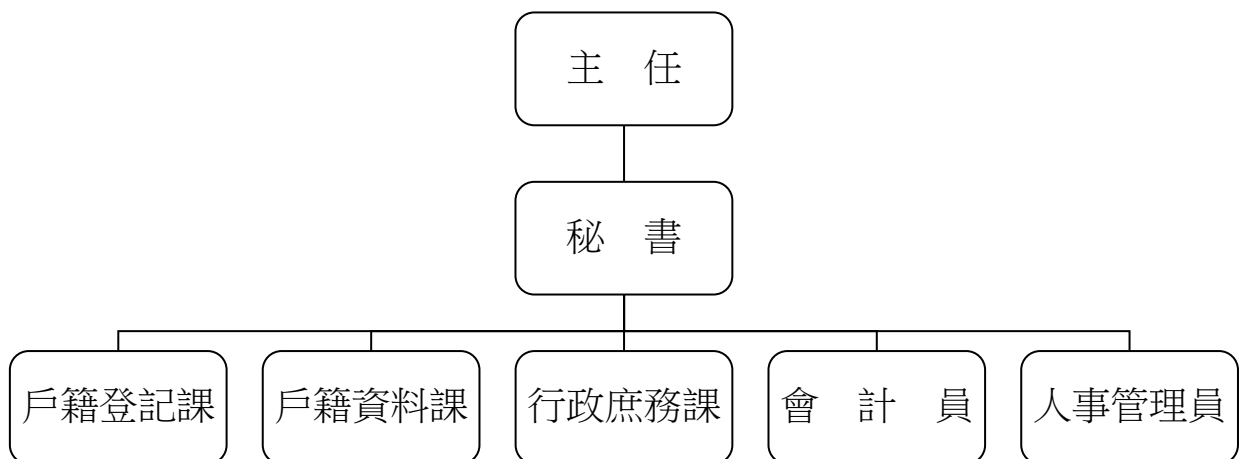 主　任
秘　書
戶籍登記課
戶籍資料課
行政庶務課
會　計　員
人事管理員